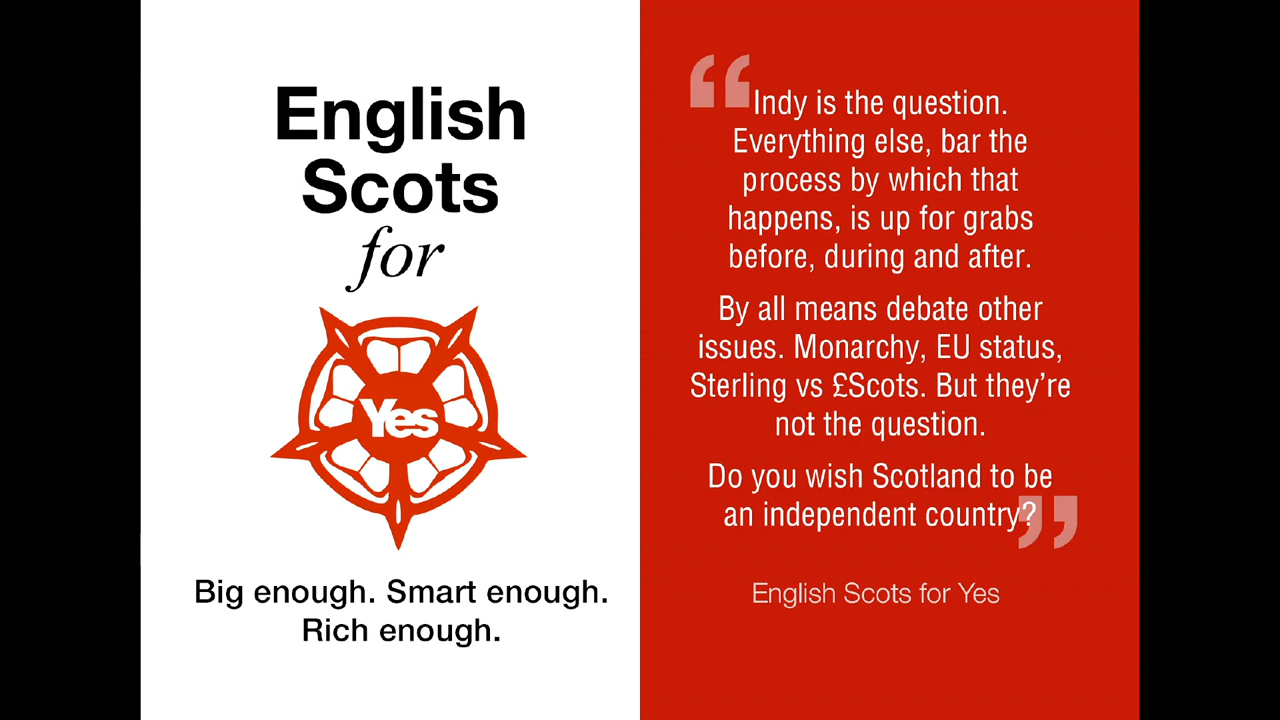 English
Scots
for
Yes
Big enough. Smart enough.
Rich enough.
“Indy is the question.
Everything else, bar the
process by which that
happens, is up for grabs
before, during and after.
By all means debate other
issues. Monarchy, EU status,
Sterling vs £Scots. But they’re
not the question.
Do you wish Scotland to be
an independent country?”
English Scots for Yes